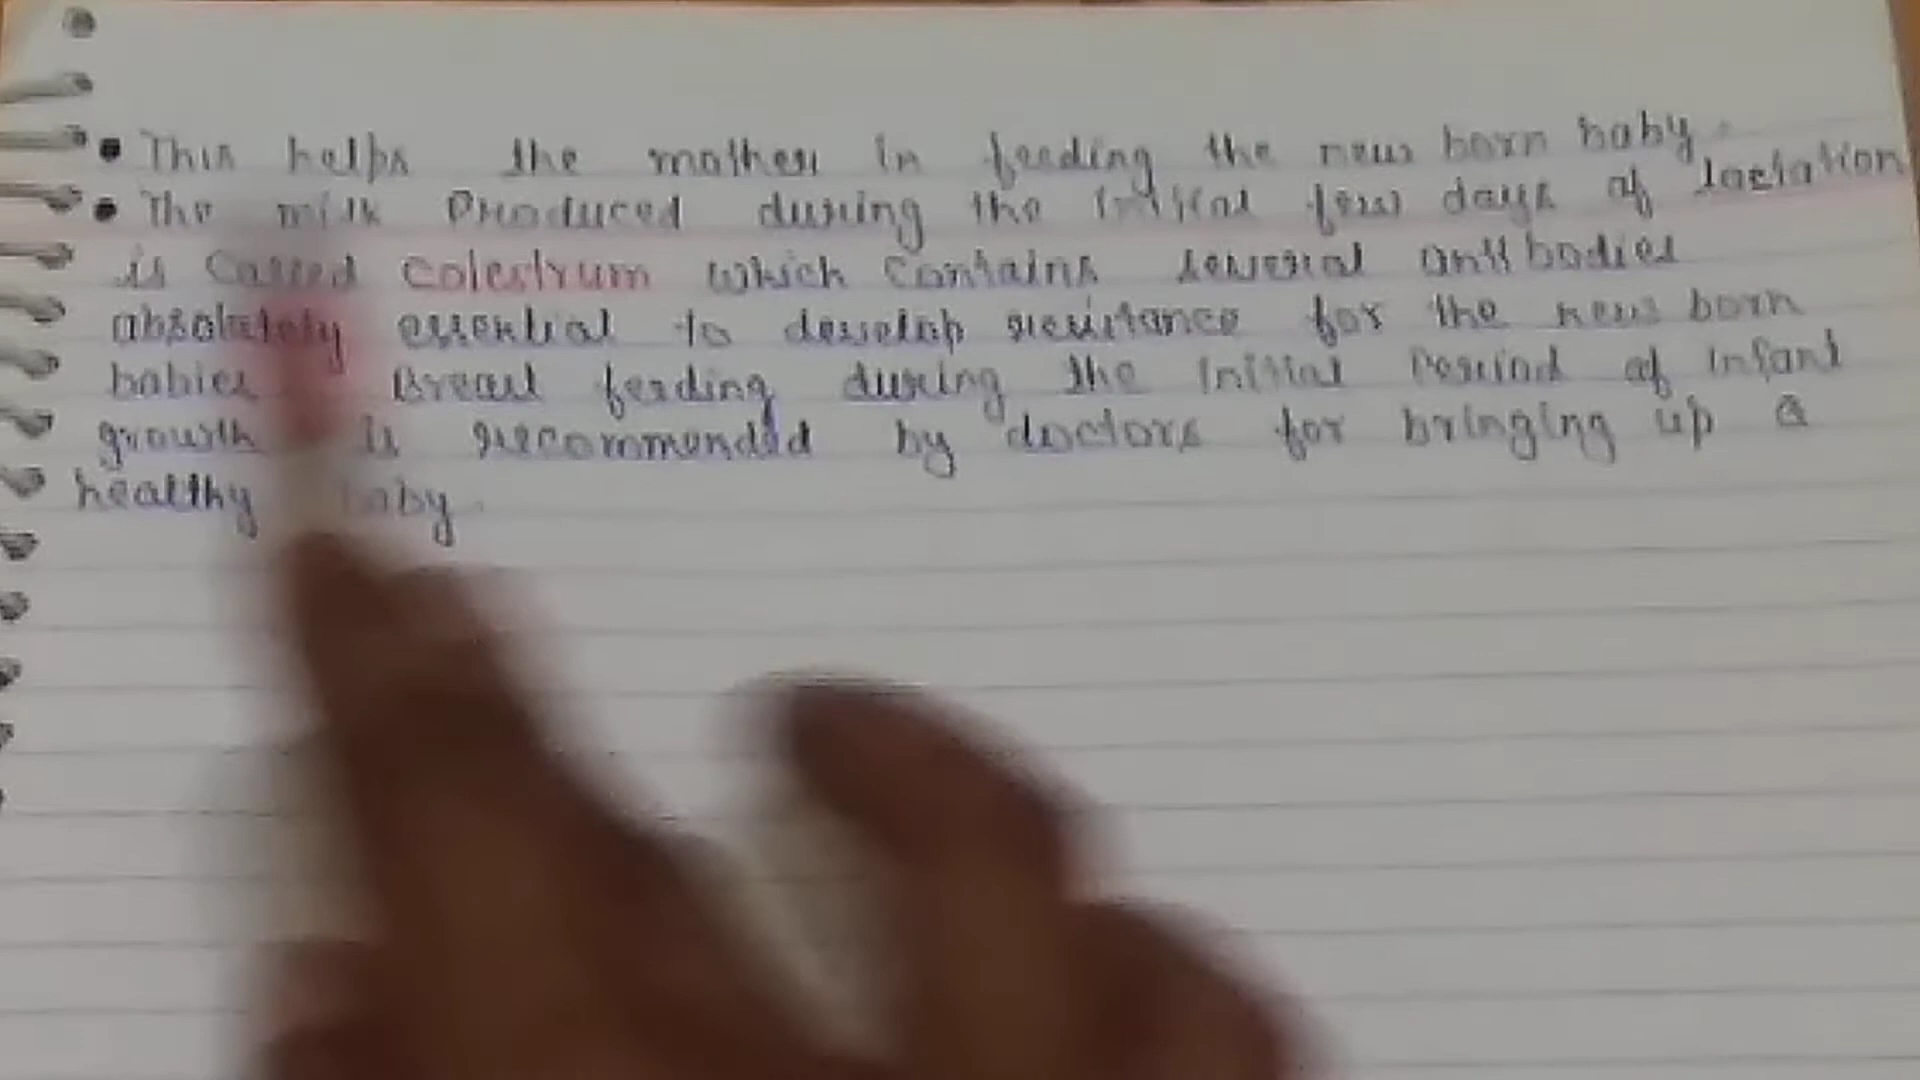 • This helps the mother in feeding the new born baby.
• The milk Produced during the initial few days of lactation
is called colestrum which contains several antibodies
absolutely essential to develop resistance for the new born
babies Breast feeding during the initial Period of infant
growth is recommended by doctors for bringing up a
healthy baby.